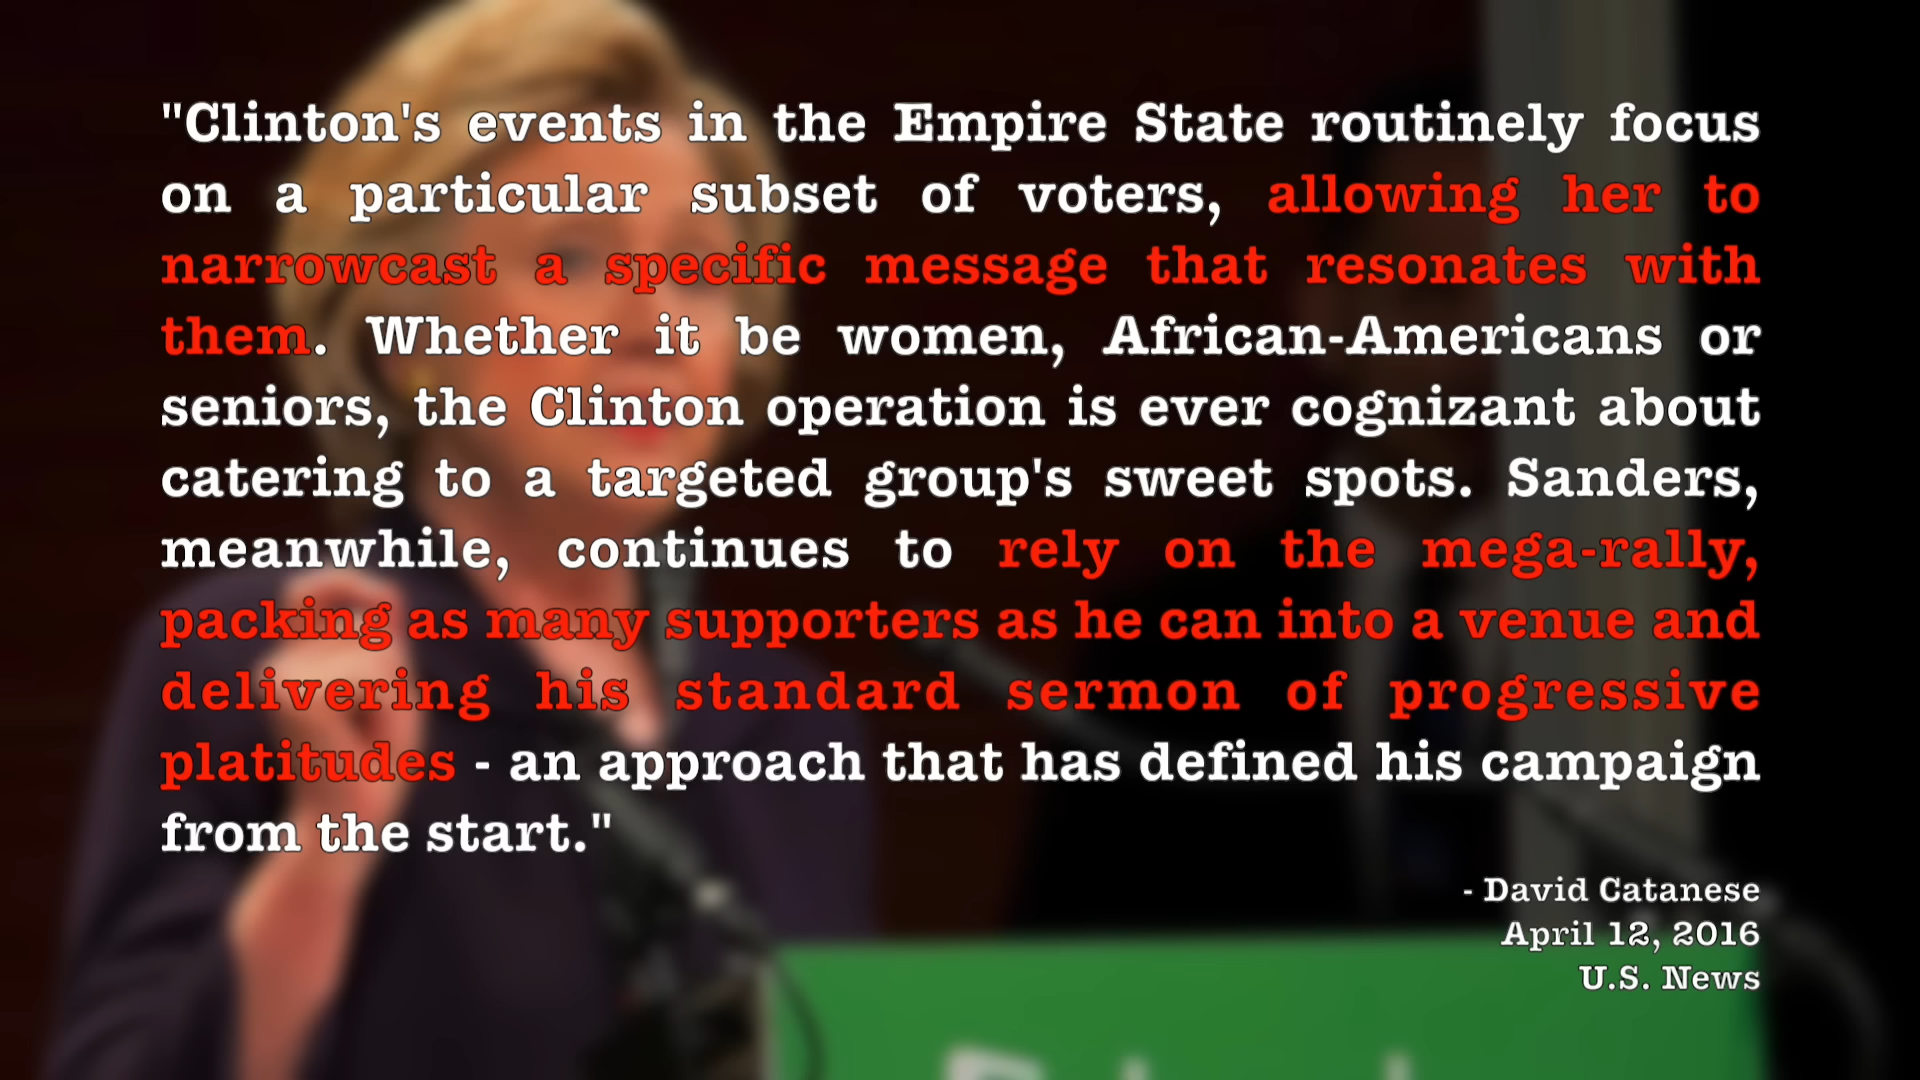 "Clinton's events in the Empire State routinely focus
on a particular subset of voters, allowing her to
narrowcast a specific message that resonates with
them. Whether it be women, African-Americans or
seniors, the Clinton operation is ever cognizant about
catering to a targeted group's sweet spots. Sanders,
meanwhile, continues to rely on the mega-rally,
packing as many supporters as he can into a venue and
delivering his standard sermon of progressive
platitudes - an approach that has defined his campaign
from the start."
- David Catanese
April 12, 2016
U.S. News